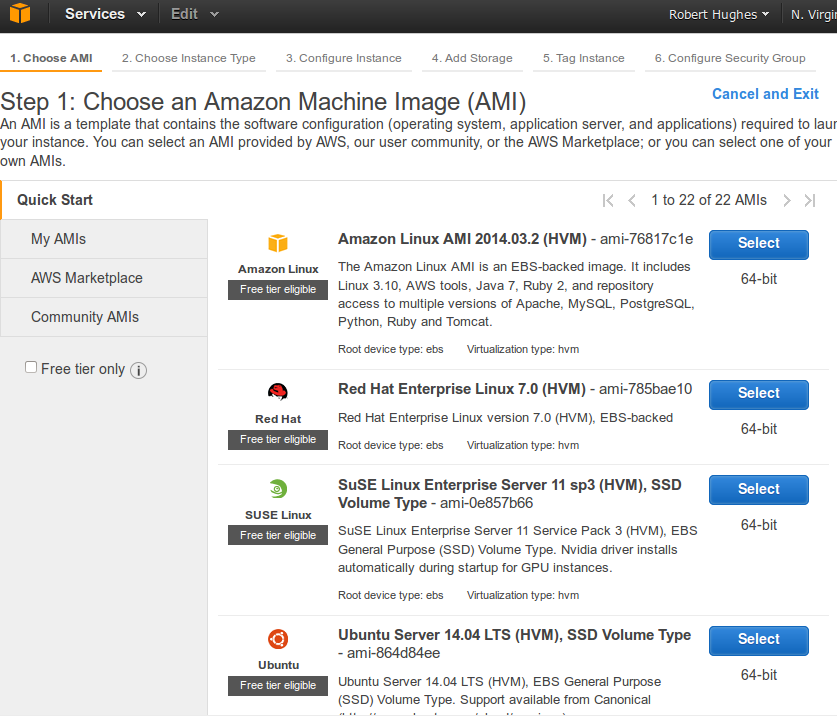 Services Edit Robert Hughes N. Virgin
1. Choose AMI 2. Choose Instance Type 3. Configure Instance 4. Add Storage 5. Tag Instance 6. Configure Security Group
Step 1: Choose an Amazon Machine Image (AMI)
Cancel and Exit
An AMI is a template that contains the software configuration (operating system, application server, and applications) required to laun
your instance. You can select an AMI provided by AWS, our user community, or the AWS Marketplace; or you can select one of your
own AMIs.
Quick Start
My AMIs
AWS Marketplace
Community AMIs
Free tier only
1 to 22 of 22 AMIs
Amazon Linux
Free tier eligible
Amazon Linux AMI 2014.03.2 (HVM) - ami-76817c1e
The Amazon Linux AMI is an EBS-backed image. It includes
Linux 3.10, AWS tools, Java 7, Ruby 2, and repository
access to multiple versions of Apache, MySQL, PostgreSQL,
Python, Ruby and Tomcat.
Root device type: ebs Virtualization type: hvm
Select
64-bit
Red Hat
Free tier eligible
Red Hat Enterprise Linux 7.0 (HVM) - ami-785bae10
Red Hat Enterprise Linux version 7.0 (HVM), EBS-backed
Root device type: ebs Virtualization type: hvm
Select
64-bit
SUSE Linux
Free tier eligible
SuSE Linux Enterprise Server 11 sp3 (HVM), SSD
Volume Type - ami-0e857b66
SuSE Linux Enterprise Server 11 Service Pack 3 (HVM), EBS
General Purpose (SSD) Volume Type. Nvidia driver installs
automatically during startup for GPU instances.
Root device type: ebs Virtualization type: hvm
Select
64-bit
Ubuntu
Free tier eligible
Ubuntu Server 14.04 LTS (HVM), SSD Volume Type
- ami-864d84ee
Ubuntu Server 14.04 LTS (HVM), EBS General Purpose
(SSD) Volume Type. Support available from Canonical
Select
64-bit